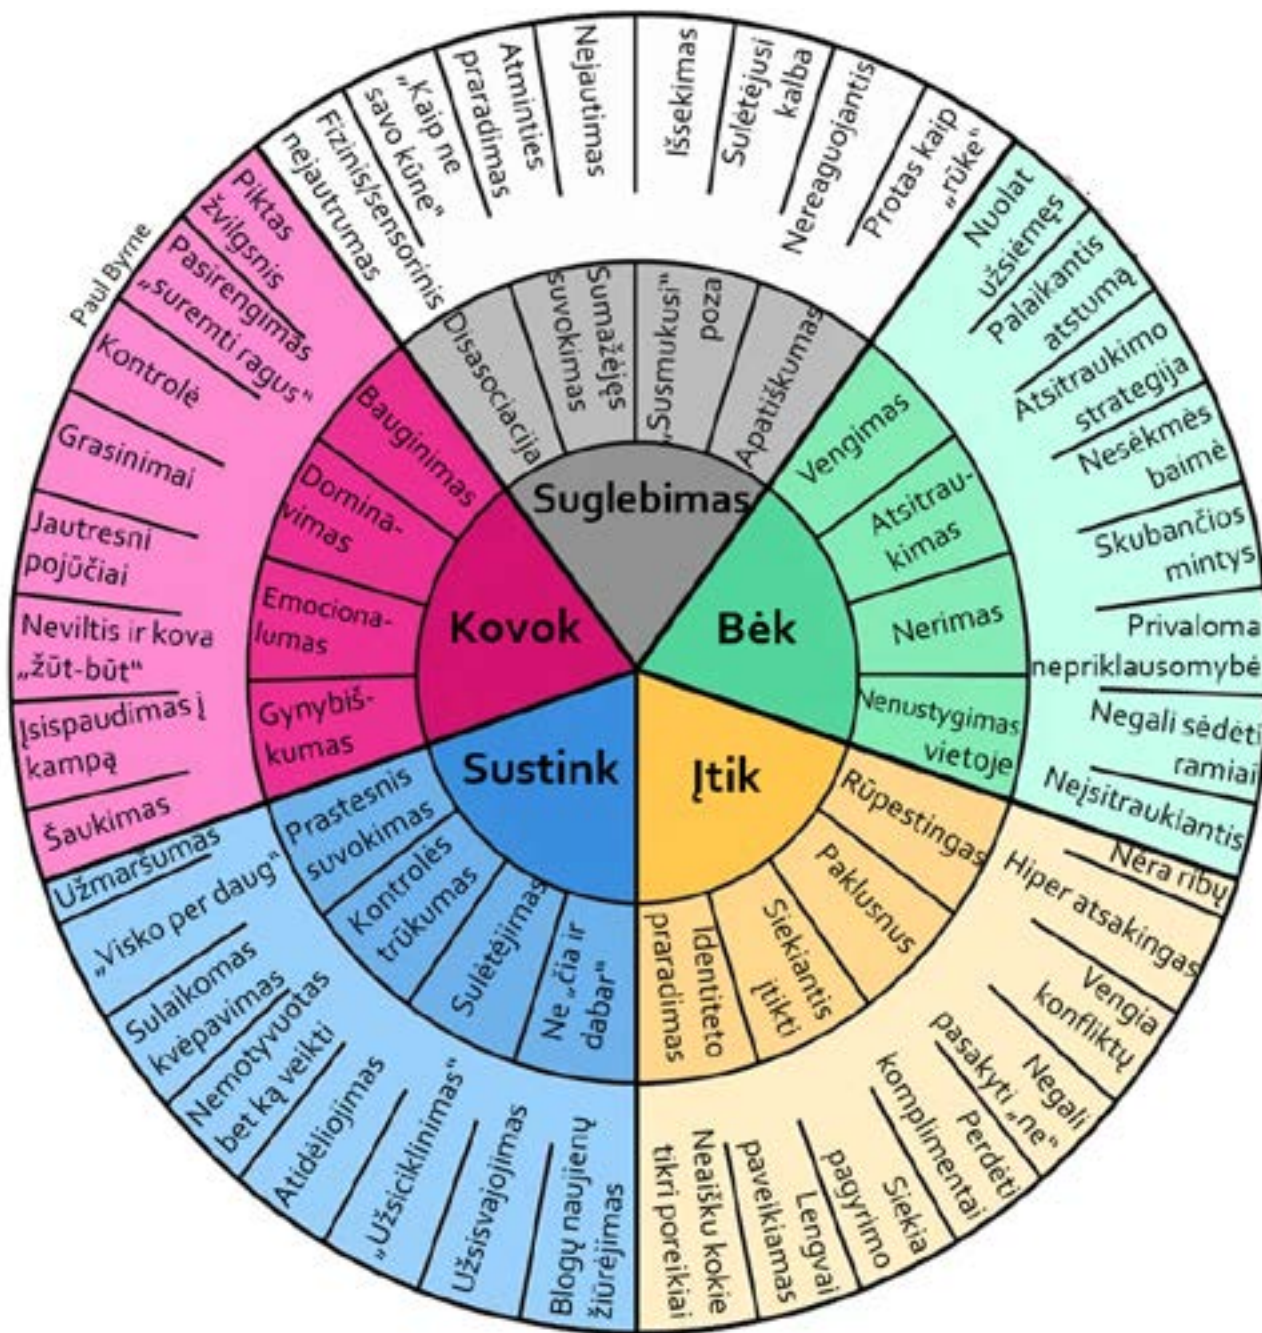 Paul Byrne
Suglebimas
Disasociacija
Sumažėjęs
suvokimas
„Susmukusi“
poza
Apatiškumas
Fizinis/sensorinis
nejautrumas
„Kaip ne
savo kūne“
Atminties
praradimas
Nejautimas
Išsekimas
Sulėtėjusi
kalba
Nereaguojantis
Protas kaip
„rūke“
Bėk
Vengimas
Atsitrau-
kimas
Nerimas
Nenustygimas
vietoje
Nuolat
užsiėmęs
Palaikantis
atstumą
Atsitraukimo
strategija
Nesėkmės
baimė
Skubančios
mintys
Privaloma
nepriklausomybė
Negali sėdėti
ramiai
Neįsitraukiantis
Įtik
Rūpestingas
Paklusnus
Siekiantis
įtikti
Identiteto
praradimas
Nėra ribų
Hiper atsakingas
Vengia
konfliktų
Negali
pasakyti „ne“
Perdėti
komplimentai
Siekia
pagyrimo
Lengvai
paveikiamas
Neaišku kokie
tikri poreikiai
Sustink
Ne „čia ir
dabar“
Sulėtėjimas
Kontrolės
trūkumas
Prastesnis
suvokimas
Blogų naujienų
žiūrėjimas
Užsisvajojimas
„Užsiciklinimas“
Atidėliojimas
Nemotyvuotas
bet ką veikti
Sulaikomas
kvėpavimas
„Visko per daug“
Užmaršumas
Kovok
Gynybiš-
kumas
Emociona-
lumas
Domina-
vimas
Bauginimas
Šaukimas
Įsispaudimas į
kampą
Neviltis ir kova
„žūt-būt“
Jautresni
pojūčiai
Grasinimai
Kontrolė
Pasirengimas
„suremti ragus“
Piktas
žvilgsnis